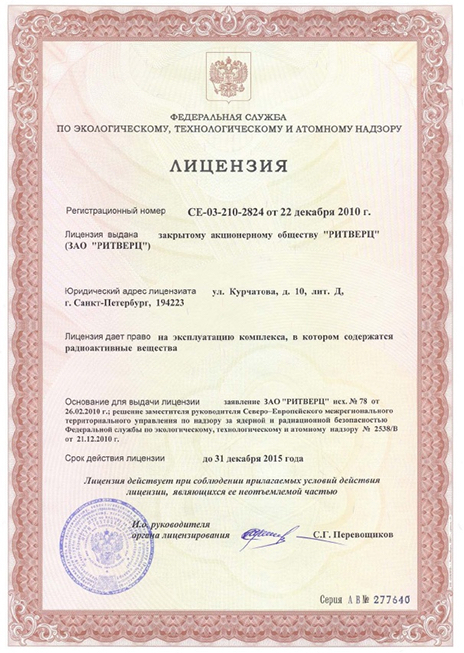 ФЕДЕРАЛЬНАЯ СЛУЖБА
ПО ЭКОЛОГИЧЕСКОМУ, ТЕХНОЛОГИЧЕСКОМУ И АТОМНОМУ НАДЗОРУ
ЛИЦЕНЗИЯ
Регистрационный номер СЕ-03-210-2824 от 22 декабря 2010 г.
Лицензия выдана закрытому акционерному обществу "РИТВЕРЦ"
(ЗАО "РИТВЕРЦ")
Юридический адрес лицензиата ул. Курчатова, д. 10, лит. Д,
г. Санкт-Петербург, 194223
Лицензия дает право на эксплуатацию комплекса, в котором содержатся
радиоактивные вещества
Основание для выдачи лицензии заявление ЗАО "РИТВЕРЦ" исх. № 78 от
26.02.2010 г.; решение заместителя руководителя Северо-Европейского межрегионального
территориального управления по надзору за ядерной и радиационной безопасностью
Федеральной службы по экологическому, технологическому и атомному надзору № 2538/В
от 21.12.2010 г.
Срок действия лицензии до 31 декабря 2015 года
Лицензия действует при соблюдении прилагаемых условий действия
лицензии, являющихся ее неотъемлемой частью
И.о. руководителя
органа лицензирования С.Г. Перевощиков
Серия А В № 277640